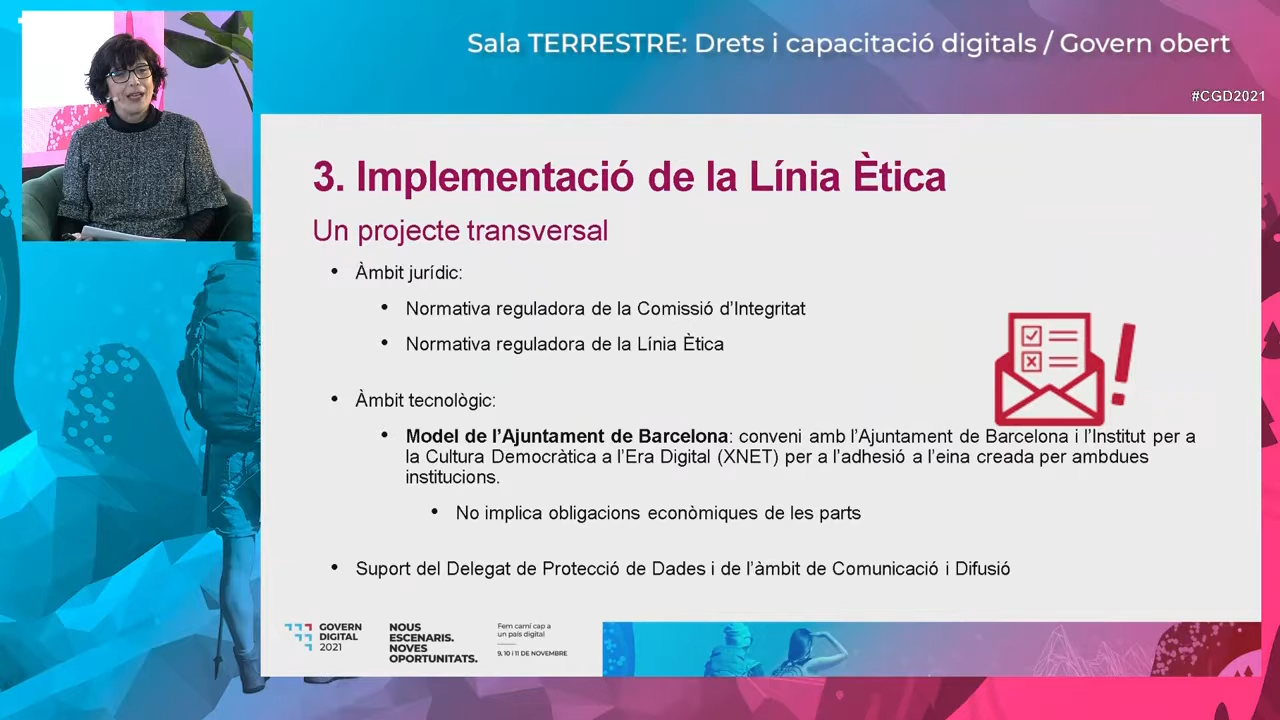 Sala TERRESTRE: Drets i capacitació digitals / Govern obert
#CGD2021
3. Implementació de la Línia Ètica
Un projecte transversal
• Àmbit jurídic:
• Normativa reguladora de la Comissió d'Integritat
• Normativa reguladora de la Línia Ètica
• Àmbit tecnològic:
• Model de l'Ajuntament de Barcelona: conveni amb l'Ajuntament de Barcelona i l'Institut per a
la Cultura Democràtica a l'Era Digital (XNET) per a l'adhesió a l'eina creada per ambdues
institucions.
• No implica obligacions econòmiques de les parts
• Suport del Delegat de Protecció de Dades i de l'àmbit de Comunicació i Difusió
GOVERN
DIGITAL
2021
NOUS
ESCENARIS.
NOVES
OPORTUNITATS.
Fem camí cap a
un país digital
9, 10 i 11 DE NOVEMBRE